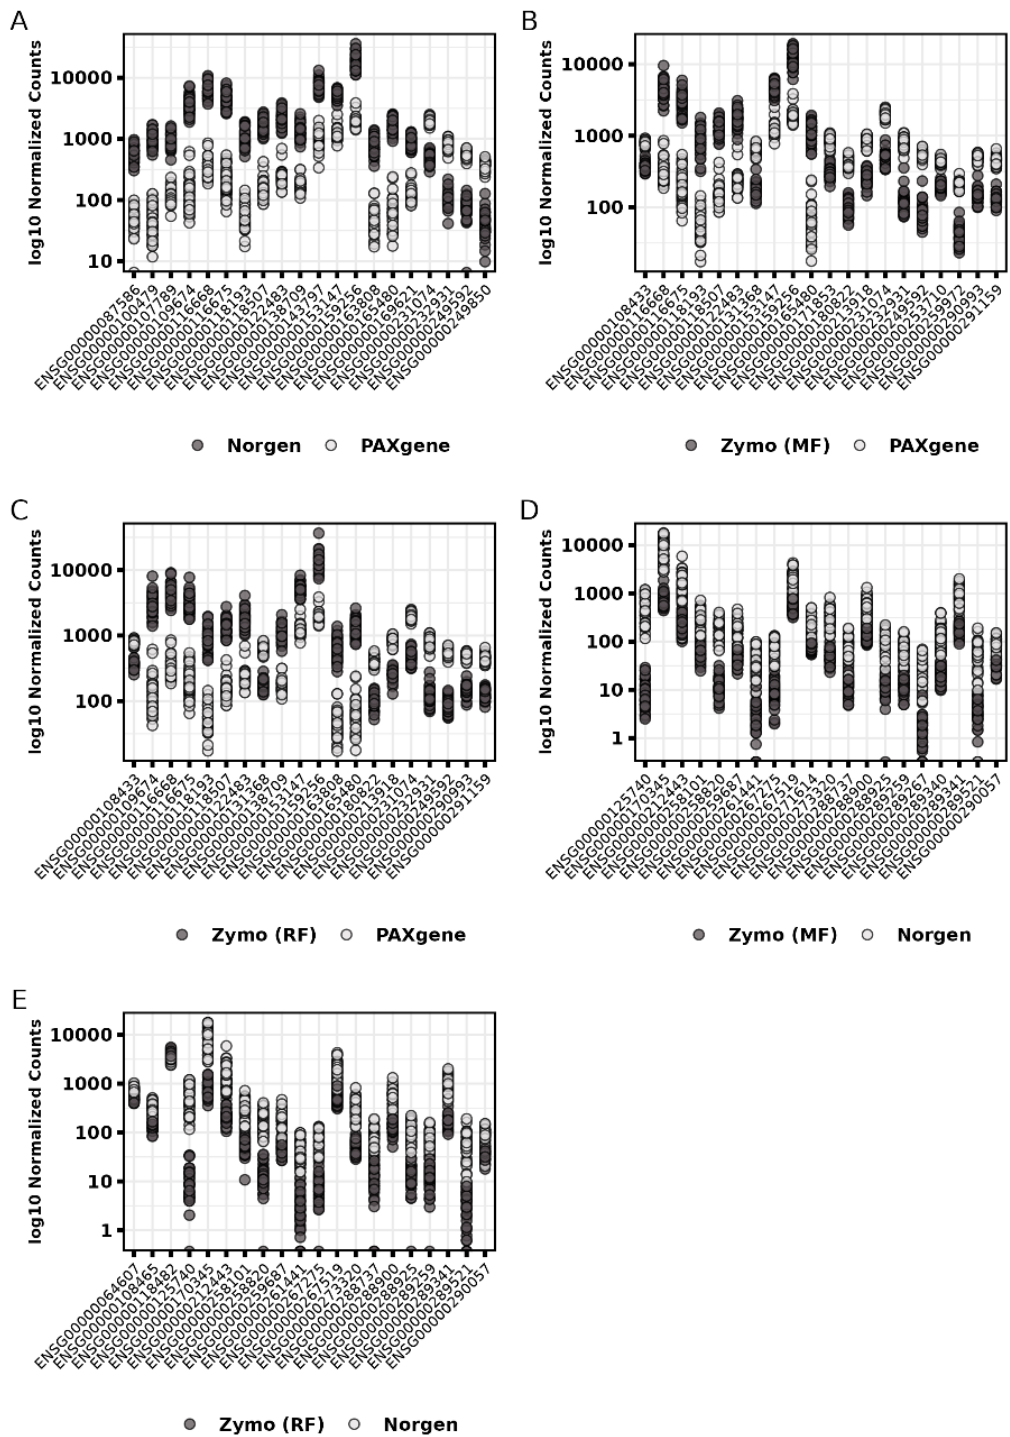 A
log10 Normalized Counts
10000
1000
100
10
ENSG00000087586
ENSG00000100479
ENSG00000107789
ENSG00000109674
ENSG00000116668
ENSG00000116675
ENSG00000118193
ENSG00000118507
ENSG00000122483
ENSG00000138709
ENSG00000143797
ENSG00000153147
ENSG00000159256
ENSG00000163808
ENSG00000165480
ENSG00000169621
ENSG00000231074
ENSG00000232931
ENSG00000249592
ENSG00000249850
Norgen PAXgene
B
log10 Normalized Counts
10000
1000
100
ENSG00000108433
ENSG00000116668
ENSG00000116675
ENSG00000118193
ENSG00000118507
ENSG00000122483
ENSG00000131368
ENSG00000153147
ENSG00000159256
ENSG00000165480
ENSG00000171853
ENSG00000180822
ENSG00000213918
ENSG00000231074
ENSG00000232931
ENSG00000249592
ENSG00000253710
ENSG00000259972
ENSG00000290993
ENSG00000291159
Zymo (MF) PAXgene
C
log10 Normalized Counts
10000
1000
100
ENSG00000108433
ENSG00000109674
ENSG00000116668
ENSG00000116675
ENSG00000118193
ENSG00000118507
ENSG00000122483
ENSG00000131368
ENSG00000138709
ENSG00000153147
ENSG00000159256
ENSG00000163808
ENSG00000165480
ENSG00000180822
ENSG00000213918
ENSG00000231074
ENSG00000232931
ENSG00000249592
ENSG00000290993
ENSG00000291159
Zymo (RF) PAXgene
D
log10 Normalized Counts
10000
1000
100
10
1
ENSG00000125740
ENSG00000170345
ENSG00000212443
ENSG00000258101
ENSG00000258820
ENSG00000259687
ENSG00000261441
ENSG00000267275
ENSG00000267519
ENSG00000271614
ENSG00000273320
ENSG00000288737
ENSG00000288900
ENSG00000288925
ENSG00000289259
ENSG00000289267
ENSG00000289340
ENSG00000289341
ENSG00000289521
ENSG00000290057
Zymo (MF) Norgen
E
log10 Normalized Counts
10000
1000
100
10
1
ENSG00000064607
ENSG00000108465
ENSG00000118482
ENSG00000125740
ENSG00000170345
ENSG00000212443
ENSG00000258101
ENSG00000258820
ENSG00000259687
ENSG00000261441
ENSG00000267275
ENSG00000267519
ENSG00000273320
ENSG00000288737
ENSG00000288900
ENSG00000288925
ENSG00000289259
ENSG00000289341
ENSG00000289521
ENSG00000290057
Zymo (RF) Norgen